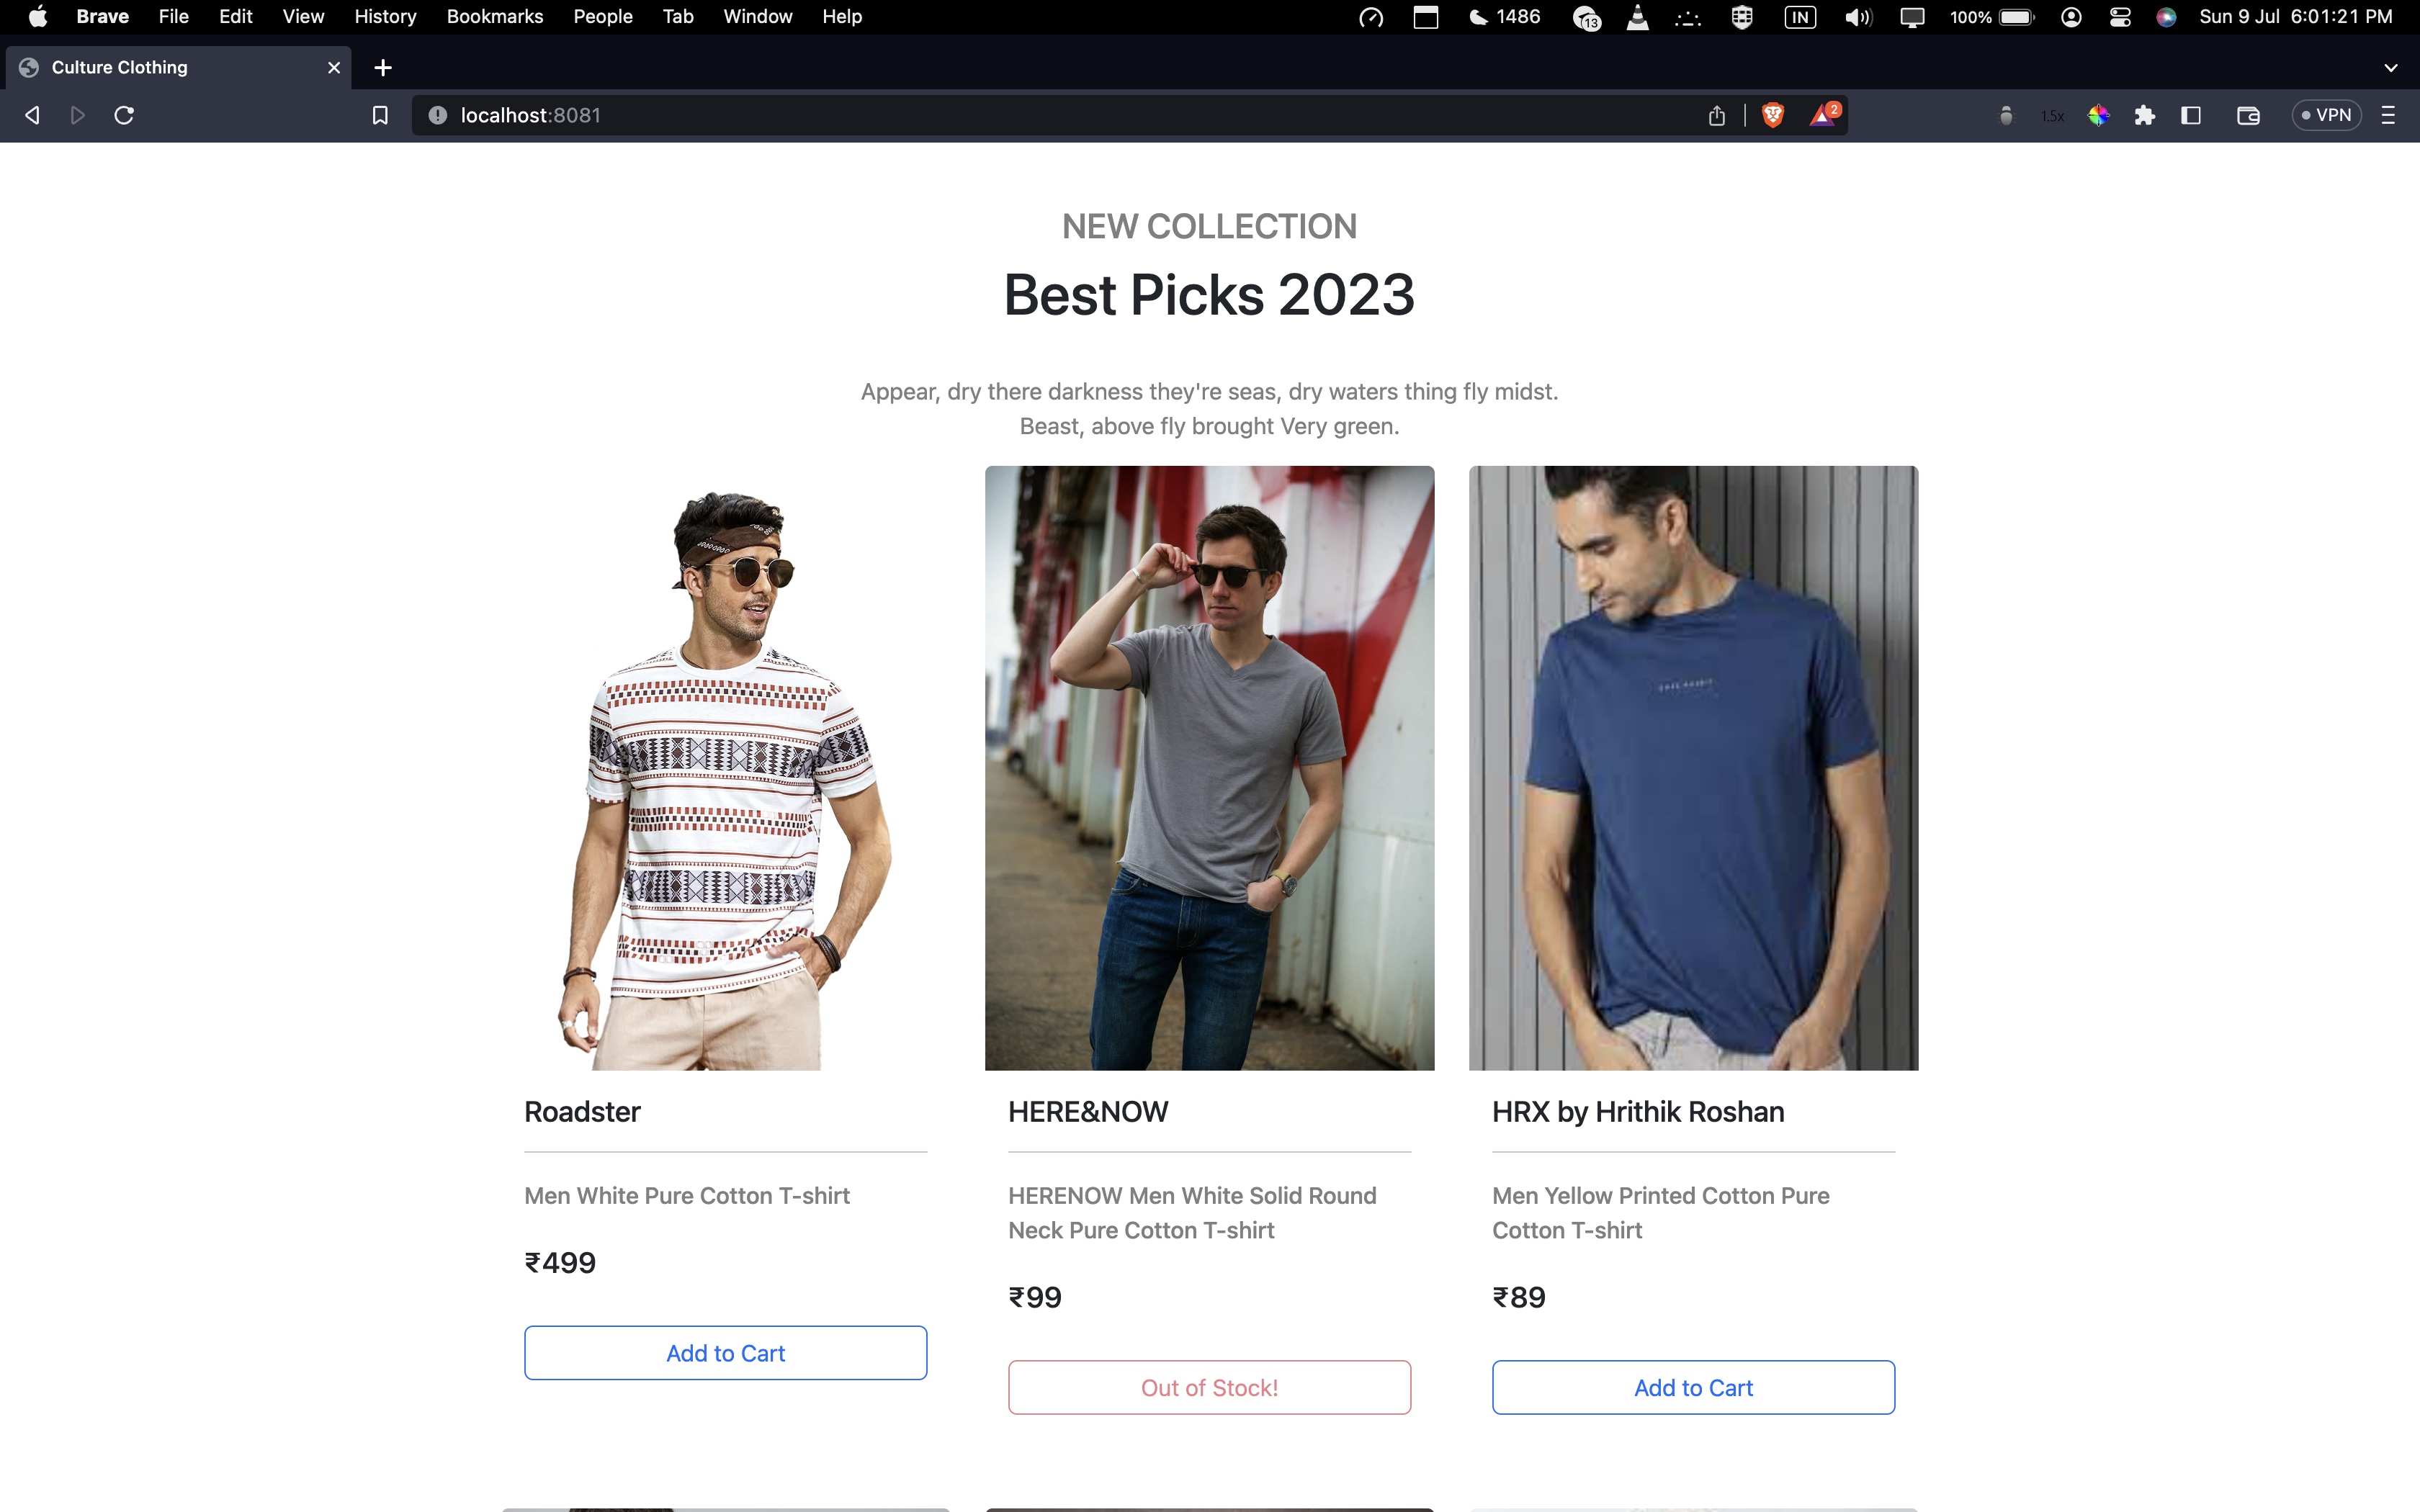 Brave File Edit View History Bookmarks People Tab Window Help 1486 13 IN 100% Sun 9 Jul 6:01:21 PM
Culture Clothing
localhost:8081 2 1.5x VPN
NEW COLLECTION
Best Picks 2023
Appear, dry there darkness they're seas, dry waters thing fly midst.
Beast, above fly brought Very green.
Roadster
Men White Pure Cotton T-shirt
₹499
Add to Cart
HERE&NOW
HERENOW Men White Solid Round
Neck Pure Cotton T-shirt
₹99
Out of Stock!
HRX by Hrithik Roshan
Men Yellow Printed Cotton Pure
Cotton T-shirt
₹89
Add to Cart